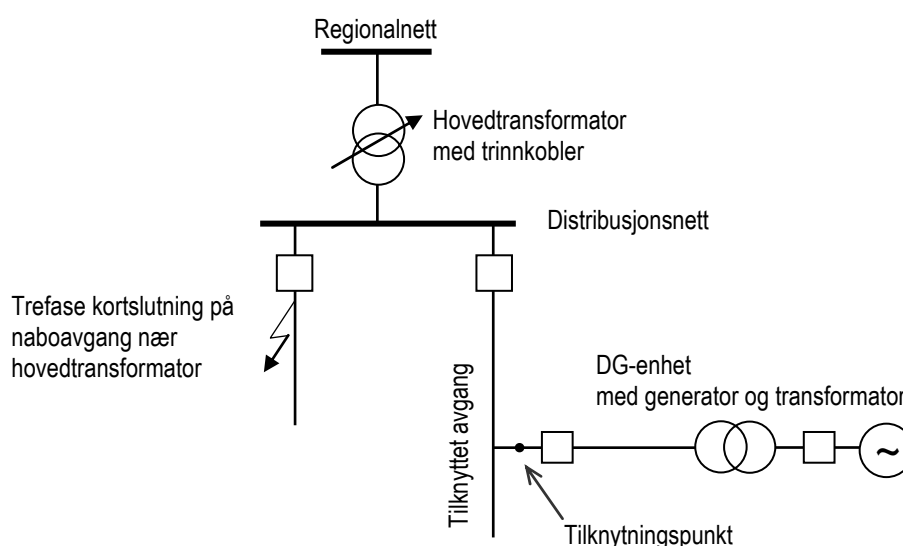 Regionalnett
Hovedtransformator
med trinnkobler
Distribusjonsnett
Trefase kortslutning på
naboavgang nær
hovedtransformator
DG-enhet
med generator og transformator
Tilknyttet avgang
~
Tilknytningspunkt